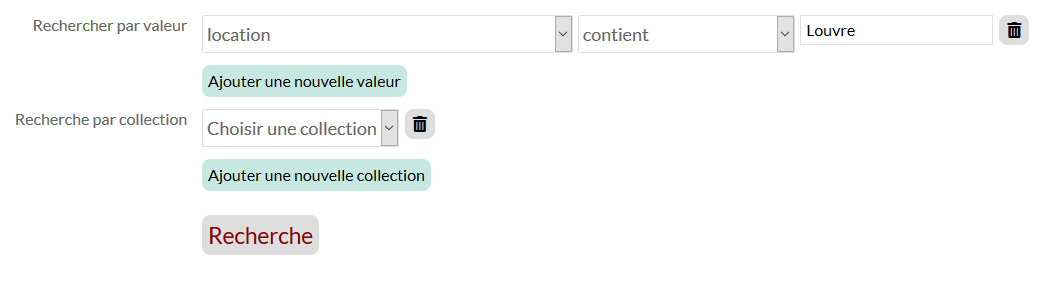 Rechercher par valeur location contient Louvre
Ajouter une nouvelle valeur
Recherche par collection Choisir une collection
Ajouter une nouvelle collection
Recherche